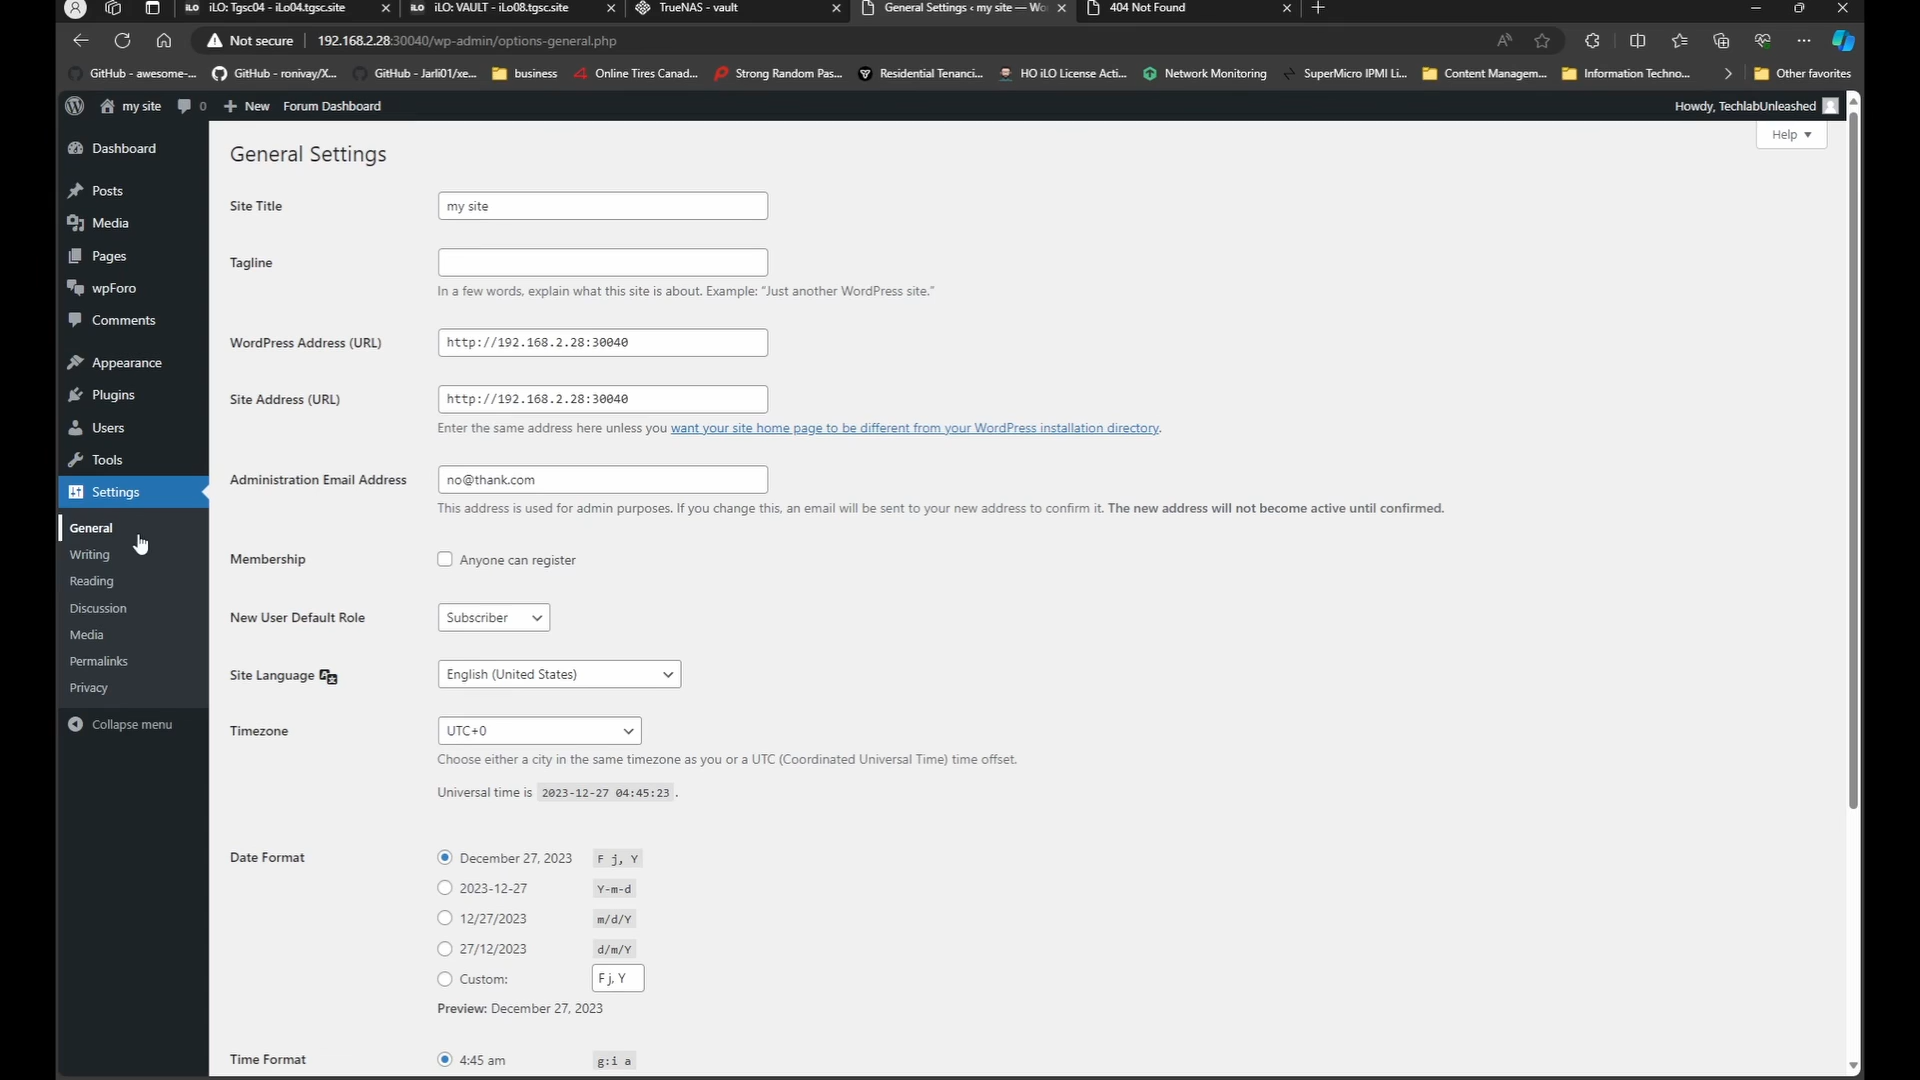 iLO: Tgsc04 - iLo04.tgsc.site
iLO: VAULT - iLo08.tgsc.site
TrueNAS - vault
General Settings ‹ my site — Wo
404 Not Found
Not secure
192.168.2.28:30040/wp-admin/options-general.php
GitHub - awesome-...
GitHub - ronivay/X...
GitHub - Jarli01/xe...
business
Online Tires Canad...
Strong Random Pas...
Residential Tenanci...
HO iLO License Acti...
Network Monitoring
SuperMicro IPMI Li...
Content Managem...
Information Techno...
Other favorites
my site
0
New
Forum Dashboard
Howdy, TechlabUnleashed
Help
Dashboard
Posts
Media
Pages
wpForo
Comments
Appearance
Plugins
Users
Tools
Settings
General
Writing
Reading
Discussion
Media
Permalinks
Privacy
Collapse menu
General Settings
Site Title
my site
Tagline
In a few words, explain what this site is about. Example: “Just another WordPress site.”
WordPress Address (URL)
http://192.168.2.28:30040
Site Address (URL)
http://192.168.2.28:30040
Enter the same address here unless you want your site home page to be different from your WordPress installation directory.
Administration Email Address
no@thank.com
This address is used for admin purposes. If you change this, an email will be sent to your new address to confirm it. The new address will not become active until confirmed.
Membership
Anyone can register
New User Default Role
Subscriber
Site Language
English (United States)
Timezone
UTC+0
Choose either a city in the same timezone as you or a UTC (Coordinated Universal Time) time offset.
Universal time is 2023-12-27 04:45:23 .
Date Format
December 27, 2023 F j, Y
2023-12-27 Y-m-d
12/27/2023 m/d/Y
27/12/2023 d/m/Y
Custom: F j, Y
Preview: December 27, 2023
Time Format
4:45 am g:i a